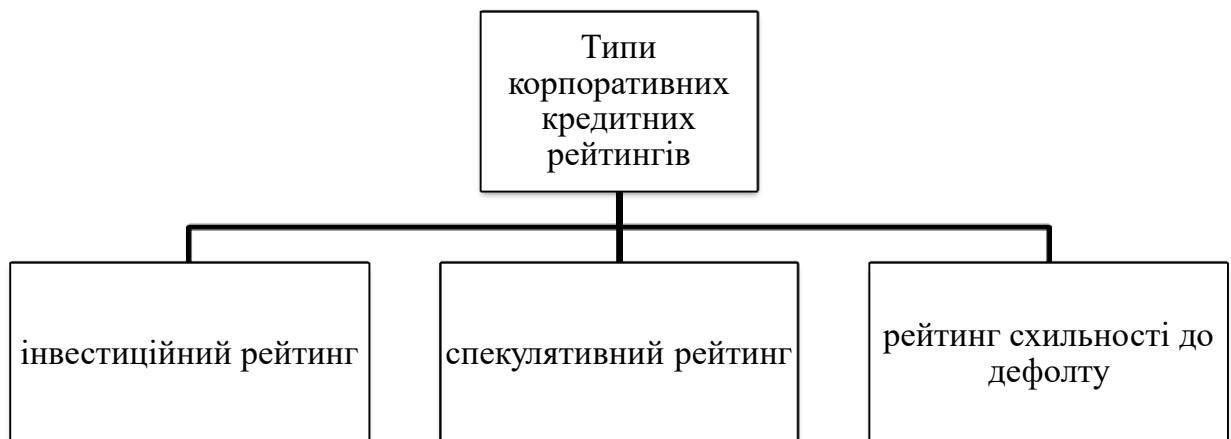 Типи
корпоративних
кредитних
рейтингів
інвестиційний рейтинг
спекулятивний рейтинг
рейтинг схильності до
дефолту